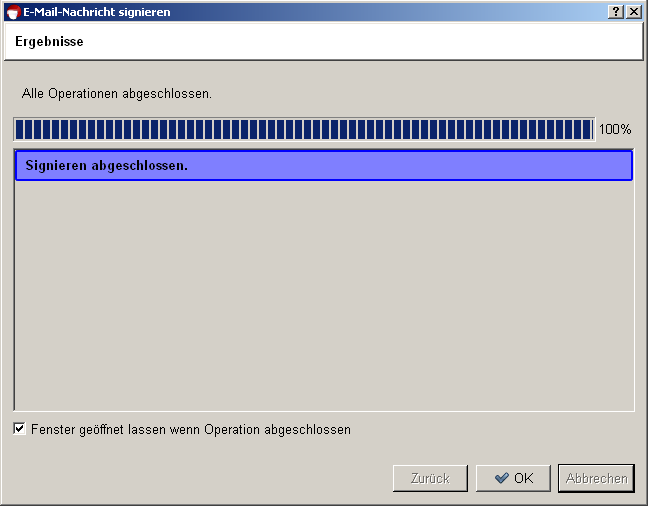 E-Mail-Nachricht signieren
Ergebnisse
Alle Operationen abgeschlossen.
100%
Signieren abgeschlossen.
Fenster geöffnet lassen wenn Operation abgeschlossen
Zurück OK Abbrechen